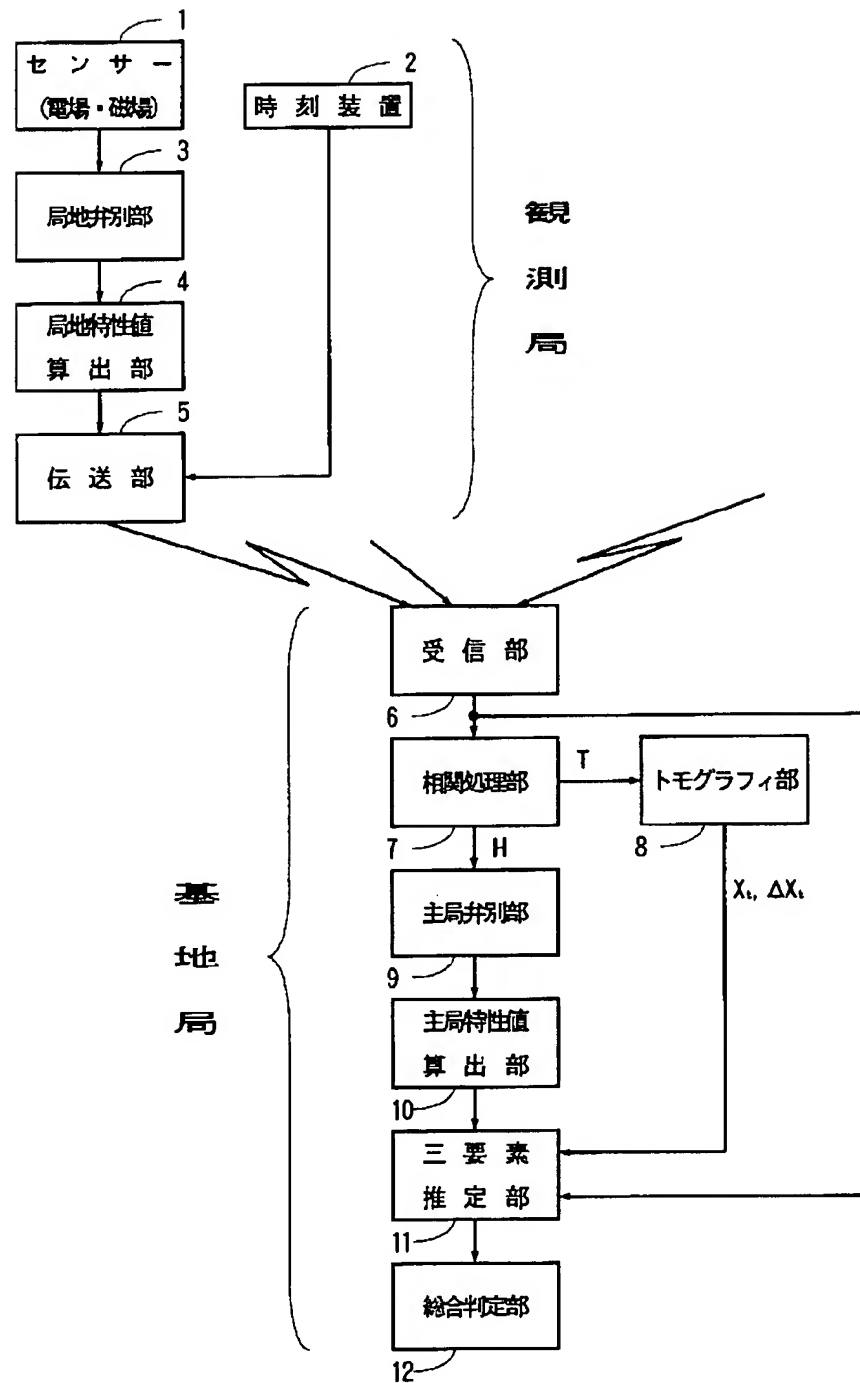 1
センサー
(電場・磁場)
2
時刻装置
3
局地弁別部
4
局地特性値
算出部
5
伝送部
観測局
受信部
6
相関処理部
7
T
トモグラフィ部
8
H
Xt, ΔXt
主局弁別部
9
主局特性値
算出部
10
三要素
推定部
11
総合判定部
12
基地局